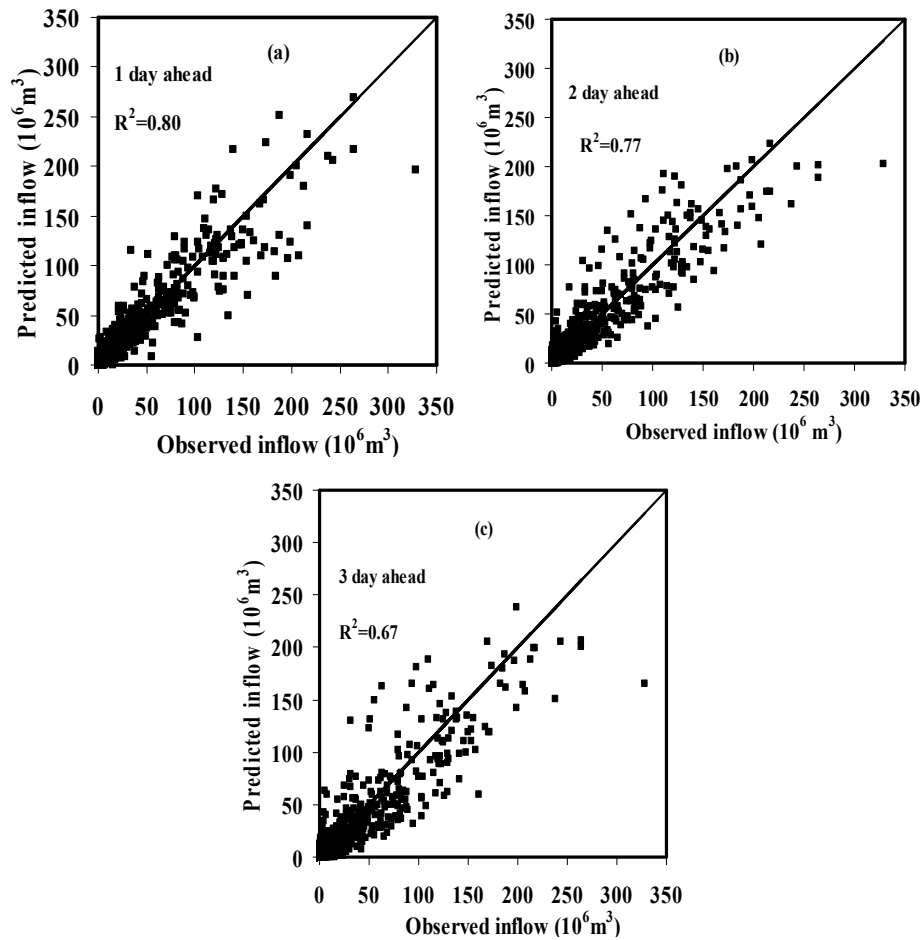 (a)
1 day ahead
R²=0.80
350
300
250
200
150
100
50
0
Predicted inflow (10⁶ m³)
0 50 100 150 200 250 300 350
Observed inflow (10⁶m³)
(b)
2 day ahead
R²=0.77
350
300
250
200
150
100
50
0
Predicted inflow (10⁶m³)
0 50 100 150 200 250 300 350
Observed inflow (10⁶ m³)
(c)
3 day ahead
R²=0.67
350
300
250
200
150
100
50
0
Predicted inflow (10⁶m³)
0 50 100 150 200 250 300 350
Observed inflow (10⁶m³)